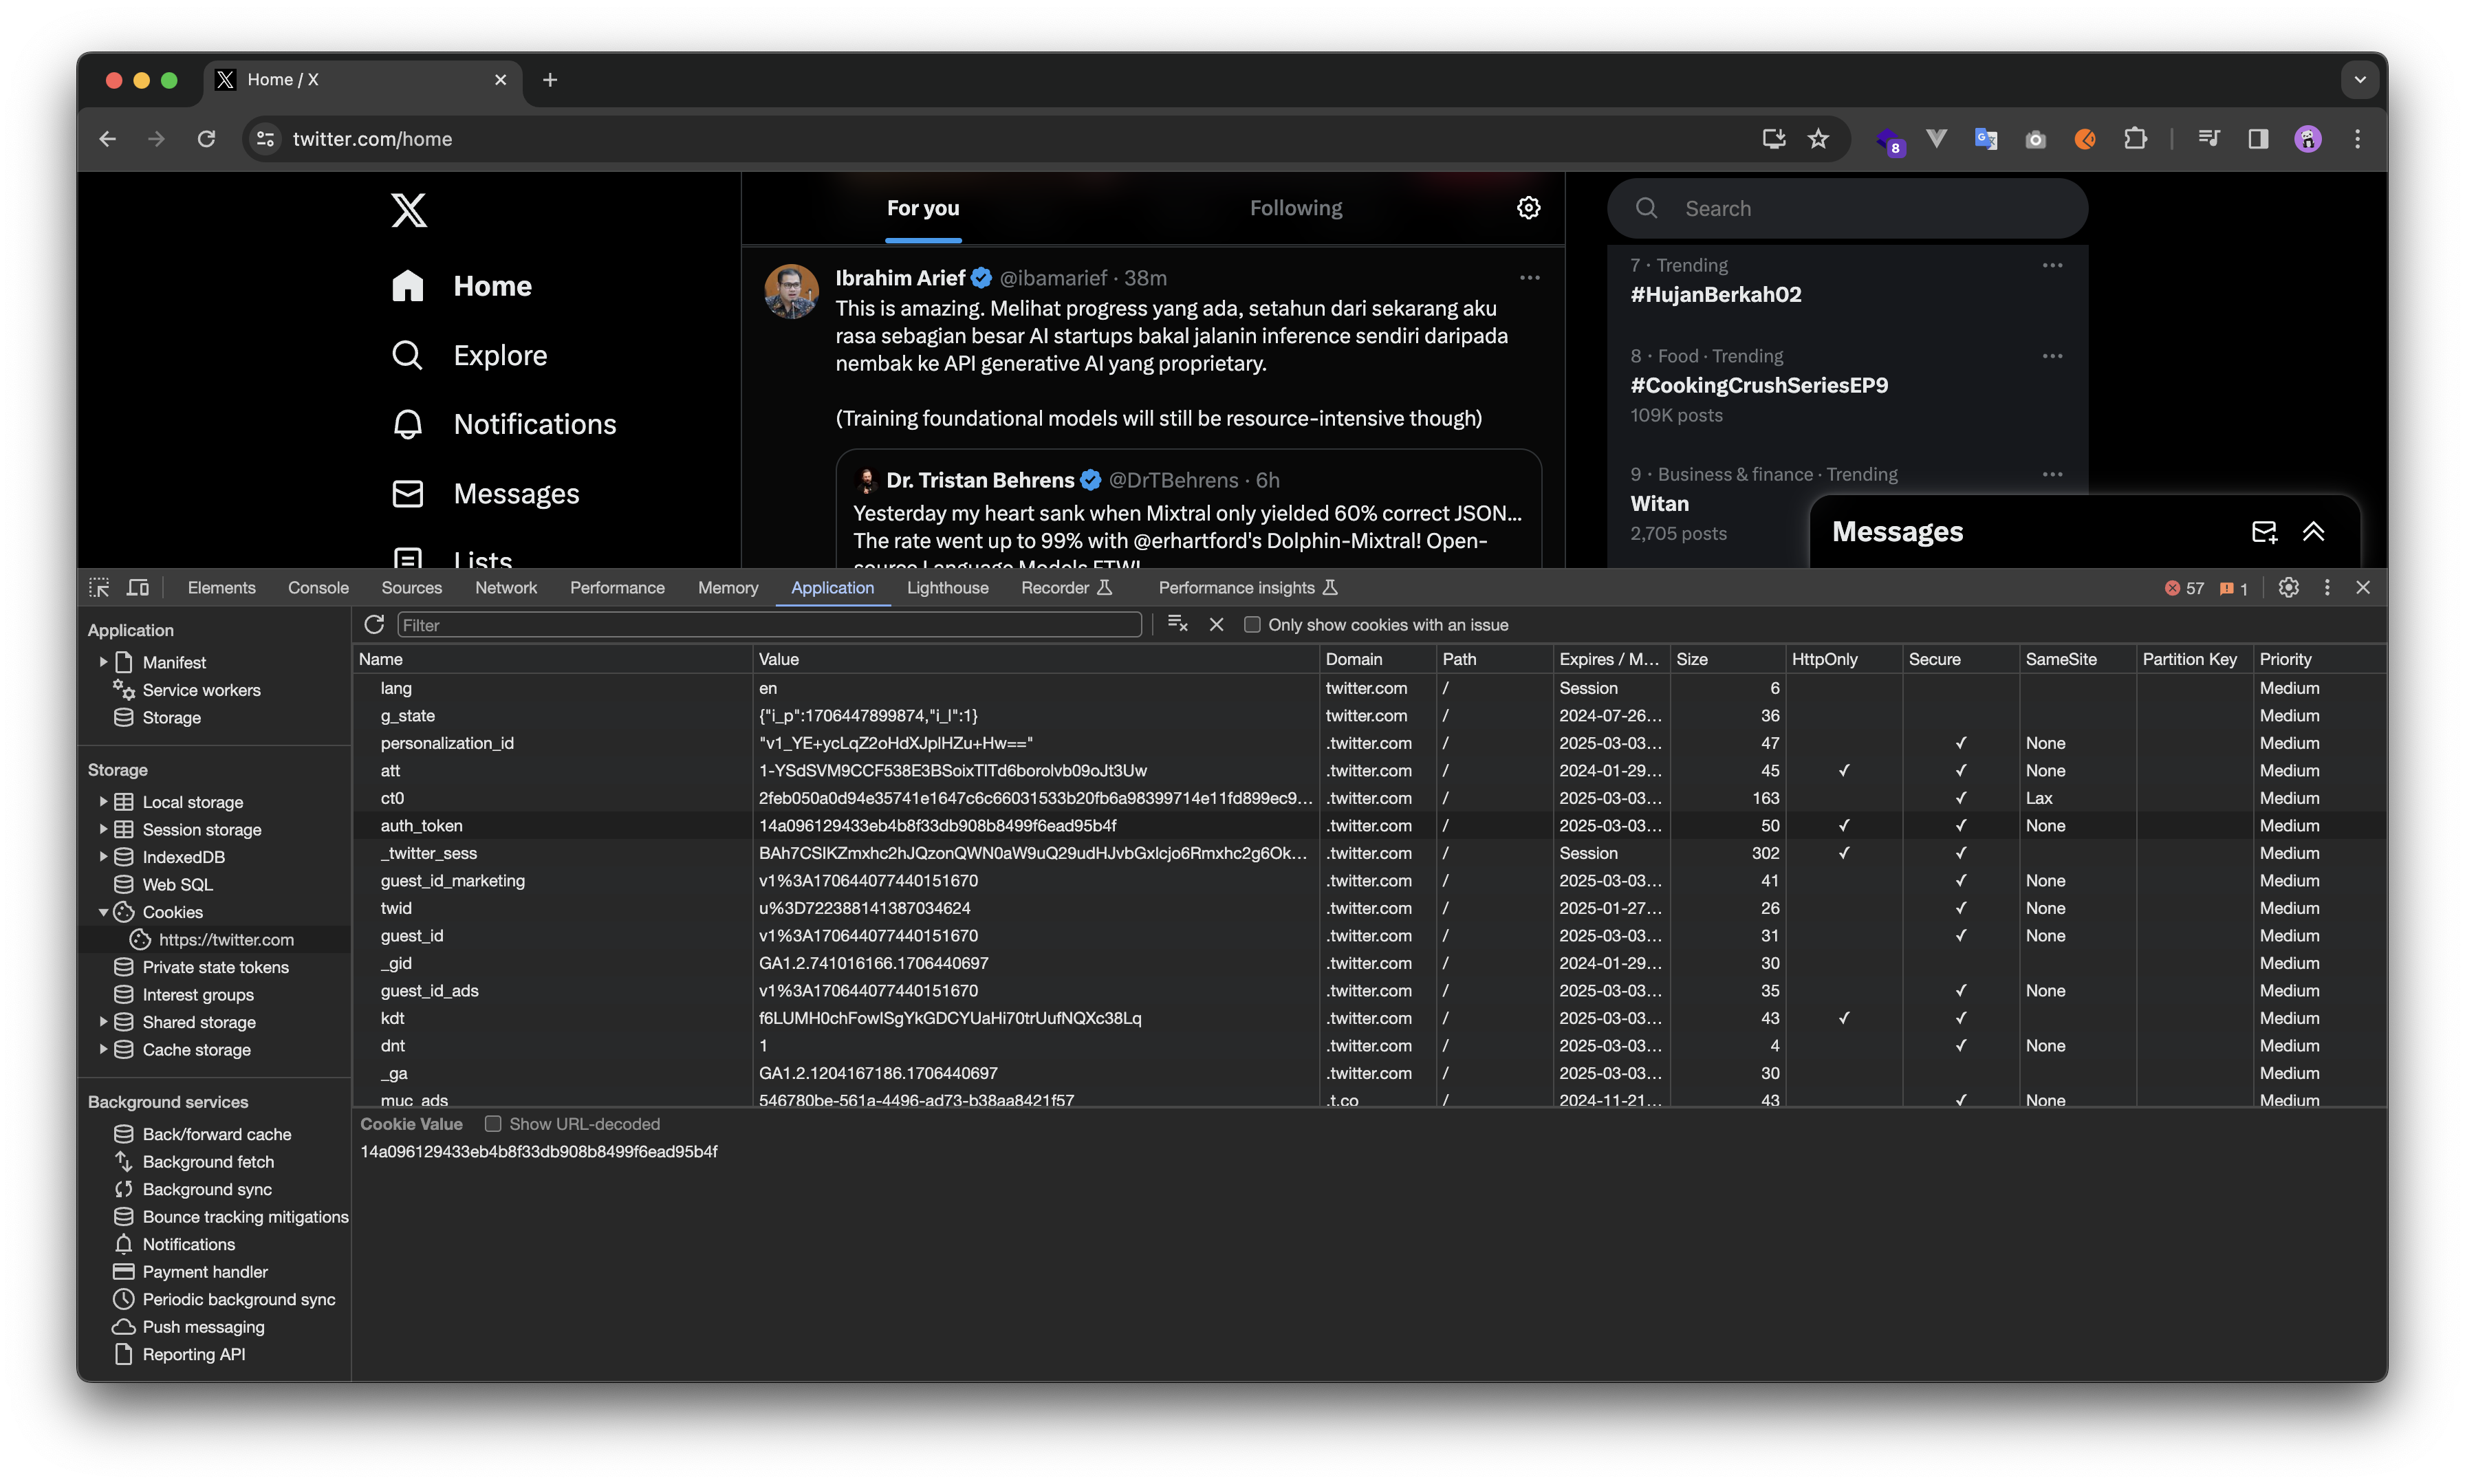 Home / X
twitter.com/home
8
Home
Explore
Notifications
Messages
Lists
For you
Following
Ibrahim Arief @ibamarief · 38m
This is amazing. Melihat progress yang ada, setahun dari sekarang aku
rasa sebagian besar AI startups bakal jalanin inference sendiri daripada
nembak ke API generative AI yang proprietary.
(Training foundational models will still be resource-intensive though)
Dr. Tristan Behrens @DrTBehrens · 6h
Yesterday my heart sank when Mixtral only yielded 60% correct JSON...
The rate went up to 99% with @erhartford's Dolphin-Mixtral! Open-
source Language Models FTW!
Search
7 · Trending
#HujanBerkah02
8 · Food · Trending
#CookingCrushSeriesEP9
109K posts
9 · Business & finance · Trending
Witan
2,705 posts
Messages
Elements Console Sources Network Performance Memory Application Lighthouse Recorder Performance insights 57 1
Application
Manifest
Service workers
Storage
Storage
Local storage
Session storage
IndexedDB
Web SQL
Cookies
https://twitter.com
Private state tokens
Interest groups
Shared storage
Cache storage
Background services
Back/forward cache
Background fetch
Background sync
Bounce tracking mitigations
Notifications
Payment handler
Periodic background sync
Push messaging
Reporting API
Filter Only show cookies with an issue
Name Value Domain Path Expires / M... Size HttpOnly Secure SameSite Partition Key Priority
lang en twitter.com / Session 6 Medium
g_state {"i_p":1706447899874,"i_l":1} twitter.com / 2024-07-26... 36 Medium
personalization_id "v1_YE+ycLqZ2oHdXJplHZu+Hw==" .twitter.com / 2025-03-03... 47 ✓ None Medium
att 1-YSdSVM9CCF538E3BSoixTlTd6borolvb09oJt3Uw .twitter.com / 2024-01-29... 45 ✓ ✓ None Medium
ct0 2feb050a0d94e35741e1647c6c66031533b20fb6a98399714e11fd899ec9... .twitter.com / 2025-03-03... 163 ✓ Lax Medium
auth_token 14a096129433eb4b8f33db908b8499f6ead95b4f .twitter.com / 2025-03-03... 50 ✓ ✓ None Medium
_twitter_sess BAh7CSIKZmxhc2hJQzonQWN0aW9uQ29udHJvbGxlcjo6Rmxhc2g6Ok... .twitter.com / Session 302 ✓ ✓ Medium
guest_id_marketing v1%3A170644077440151670 .twitter.com / 2025-03-03... 41 ✓ None Medium
twid u%3D722388141387034624 .twitter.com / 2025-01-27... 26 ✓ None Medium
guest_id v1%3A170644077440151670 .twitter.com / 2025-03-03... 31 ✓ None Medium
_gid GA1.2.741016166.1706440697 .twitter.com / 2024-01-29... 30 Medium
guest_id_ads v1%3A170644077440151670 .twitter.com / 2025-03-03... 35 ✓ None Medium
kdt f6LUMH0chFowlSgYkGDCYUaHi70trUufNQXc38Lq .twitter.com / 2025-03-03... 43 ✓ ✓ Medium
dnt 1 .twitter.com / 2025-03-03... 4 ✓ None Medium
_ga GA1.2.1204167186.1706440697 .twitter.com / 2025-03-03... 30 Medium
muc_ads 546780be-561a-4496-ad73-b38aa8421f57 .t.co / 2024-11-21... 43 ✓ None Medium
Cookie Value Show URL-decoded
14a096129433eb4b8f33db908b8499f6ead95b4f